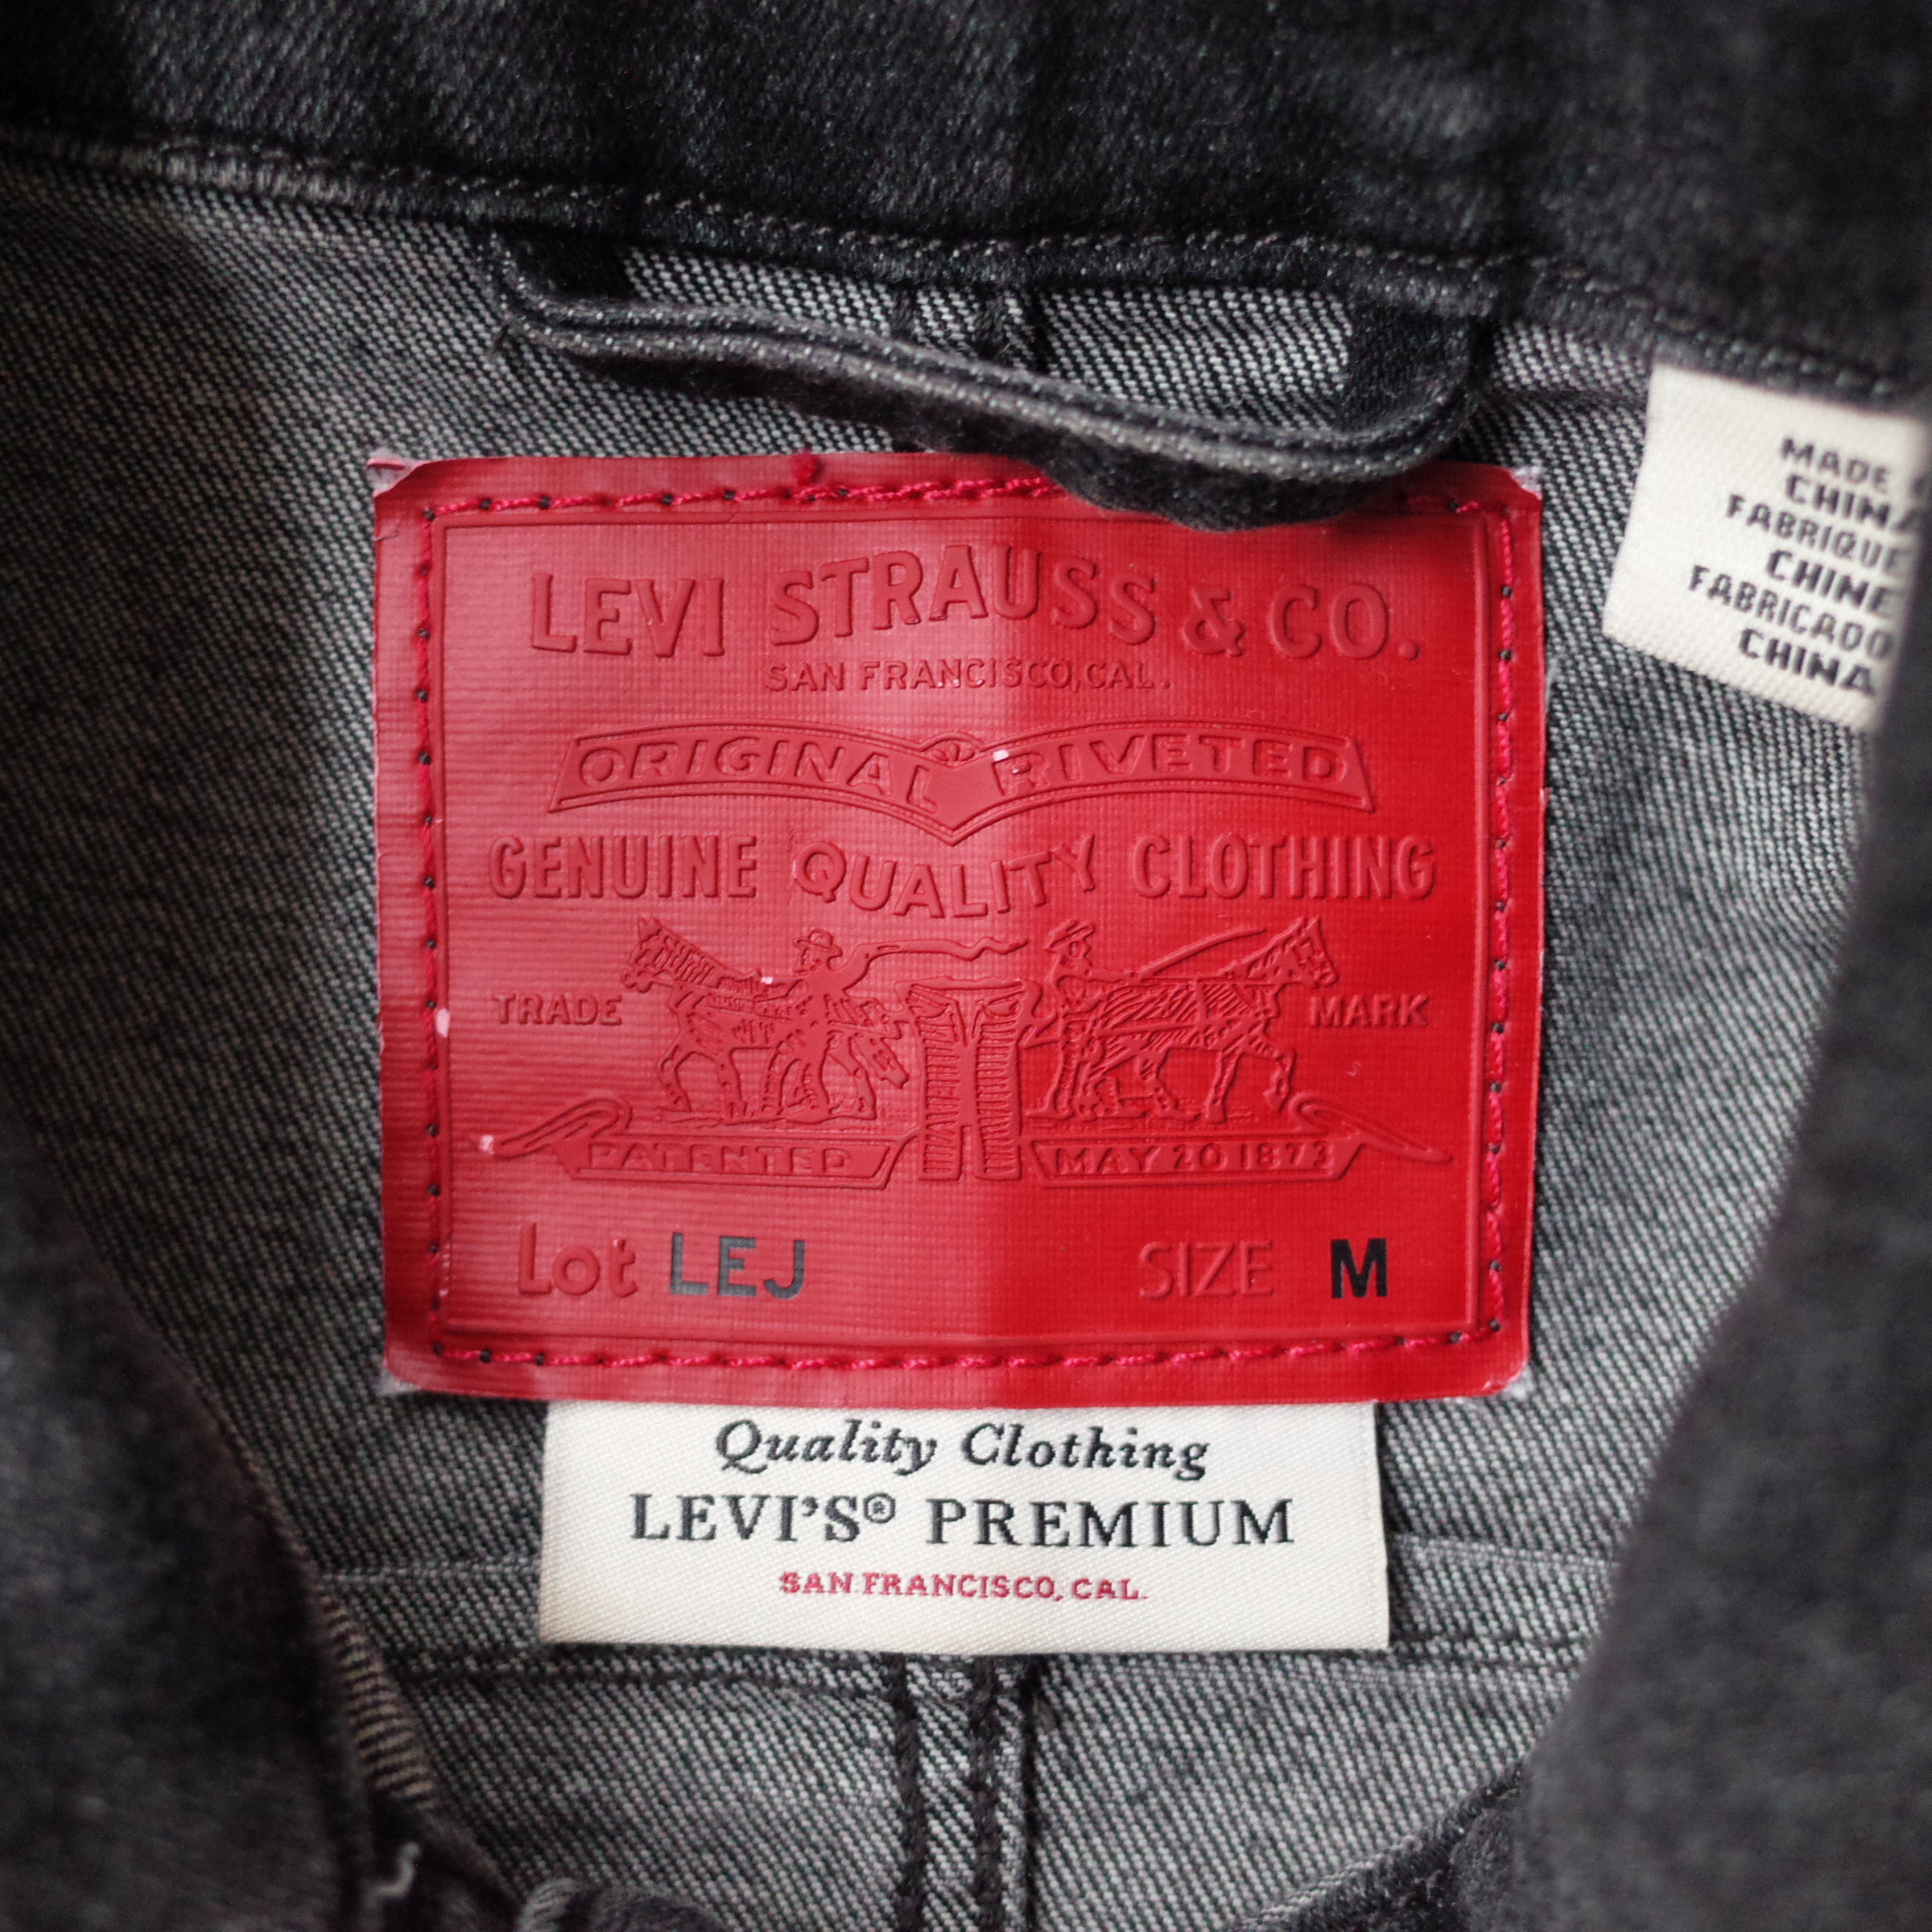 LEVI STRAUSS & CO.
SAN FRANCISCO, CAL.
ORIGINAL RIVETED
GENUINE QUALITY CLOTHING
TRADE MARK
PATENTED MAY 20 1873
Lot LEJ SIZE M
Quality Clothing
LEVI'S® PREMIUM
SAN FRANCISCO, CAL.
MADE
CHINA
FABRIQUE
CHINE
FABRICADO
CHINA